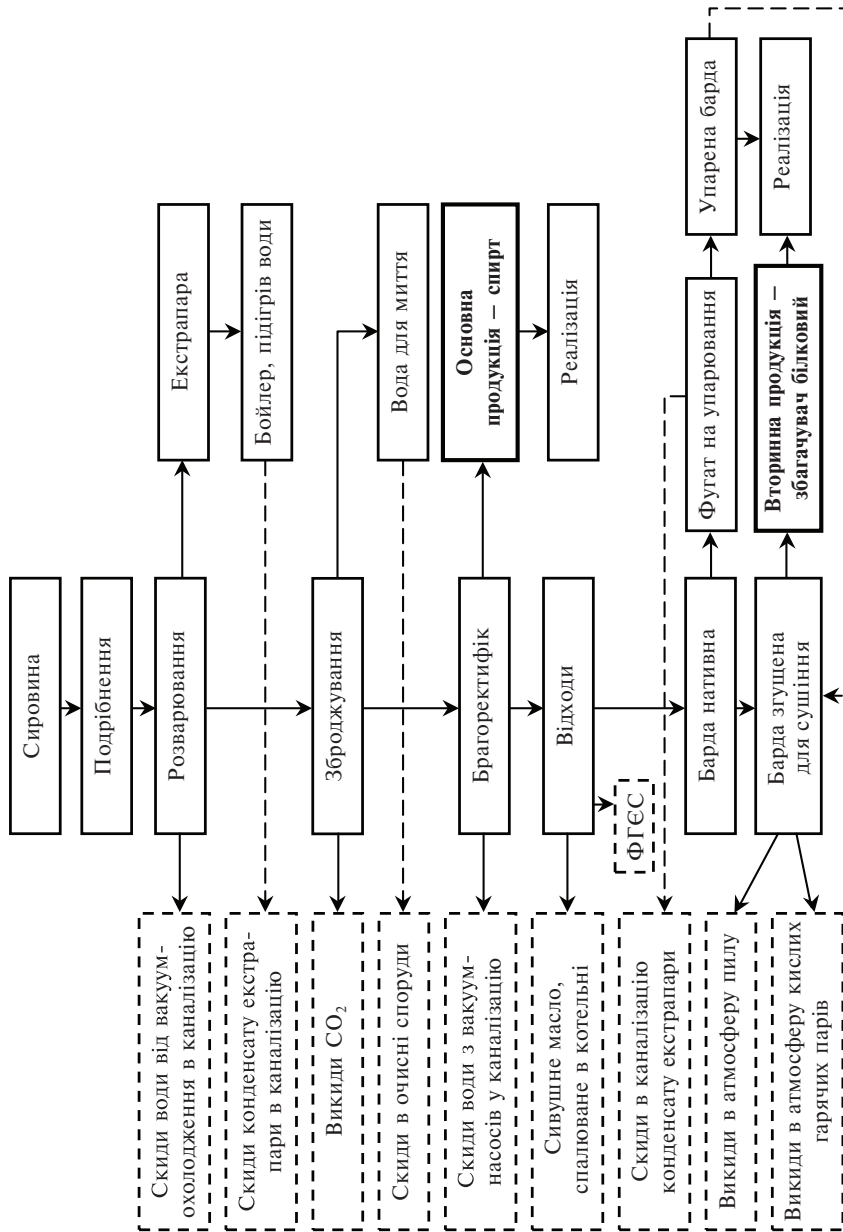 Сировина
Подрібнення
Розварювання
Екстрапара
Скиди води від вакуум-
охолодження в каналізацію
Бойлер, підігрів води
Скиди конденсату екстра-
пари в каналізацію
Зброджування
Викиди CO2
Вода для миття
Скиди в очисні споруди
Брагоректифік
Основна
продукція — спирт
Скиди води з вакуум-
насосів у каналізацію
Відходи
Реалізація
Сивушне масло,
спалюване в котельні
ФГЄС
Скиди в каналізацію
конденсату екстрапари
Барда нативна
Фугат на упарювання
Упарена барда
Викиди в атмосферу пилу
Барда згущена
для сушіння
Вторинна продукція —
збагачувач білковий
Реалізація
Викиди в атмосферу кислих
гарячих парів